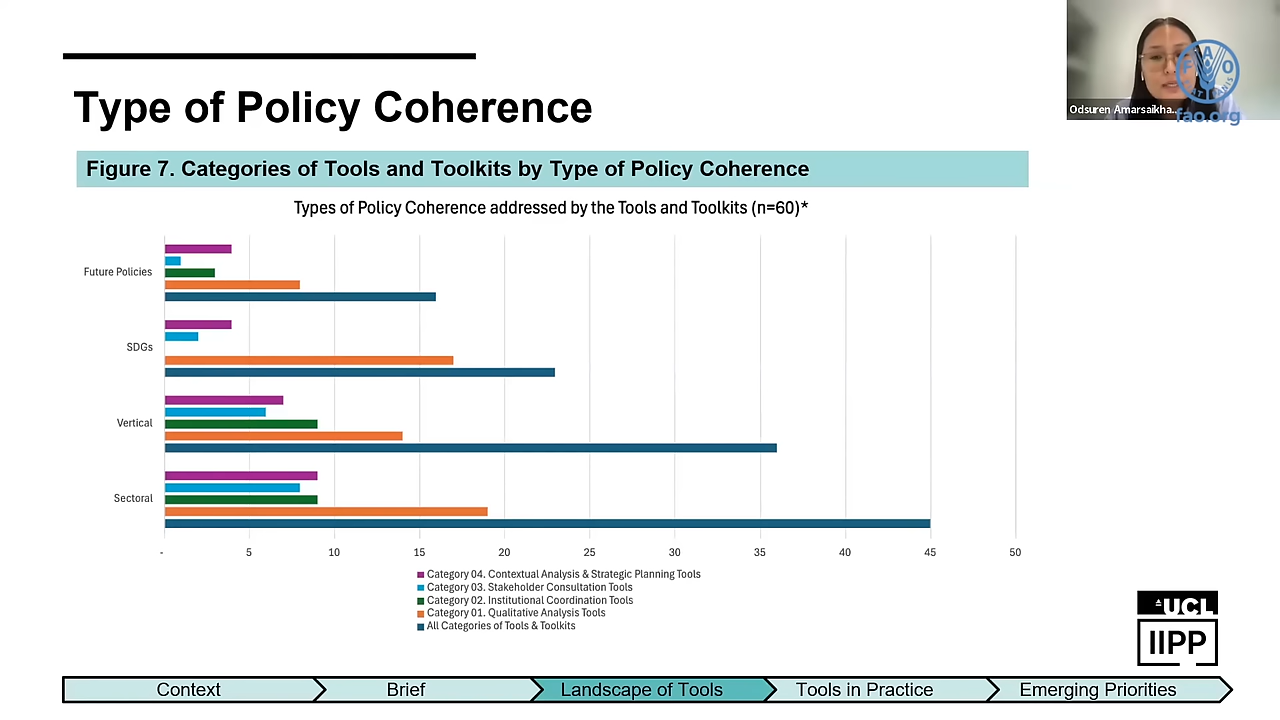 Type of Policy Coherence
Figure 7. Categories of Tools and Toolkits by Type of Policy Coherence
Types of Policy Coherence addressed by the Tools and Toolkits (n=60)*
Future Policies
SDGs
Vertical
Sectoral
- 5 10 15 20 25 30 35 40 45 50
Category 04. Contextual Analysis & Strategic Planning Tools
Category 03. Stakeholder Consultation Tools
Category 02. Institutional Coordination Tools
Category 01. Qualitative Analysis Tools
All Categories of Tools & Toolkits
Odsuren Amarsaikha...
FAO
FIAT PANIS
fao.org
UCL
IIPP
Context Brief Landscape of Tools Tools in Practice Emerging Priorities